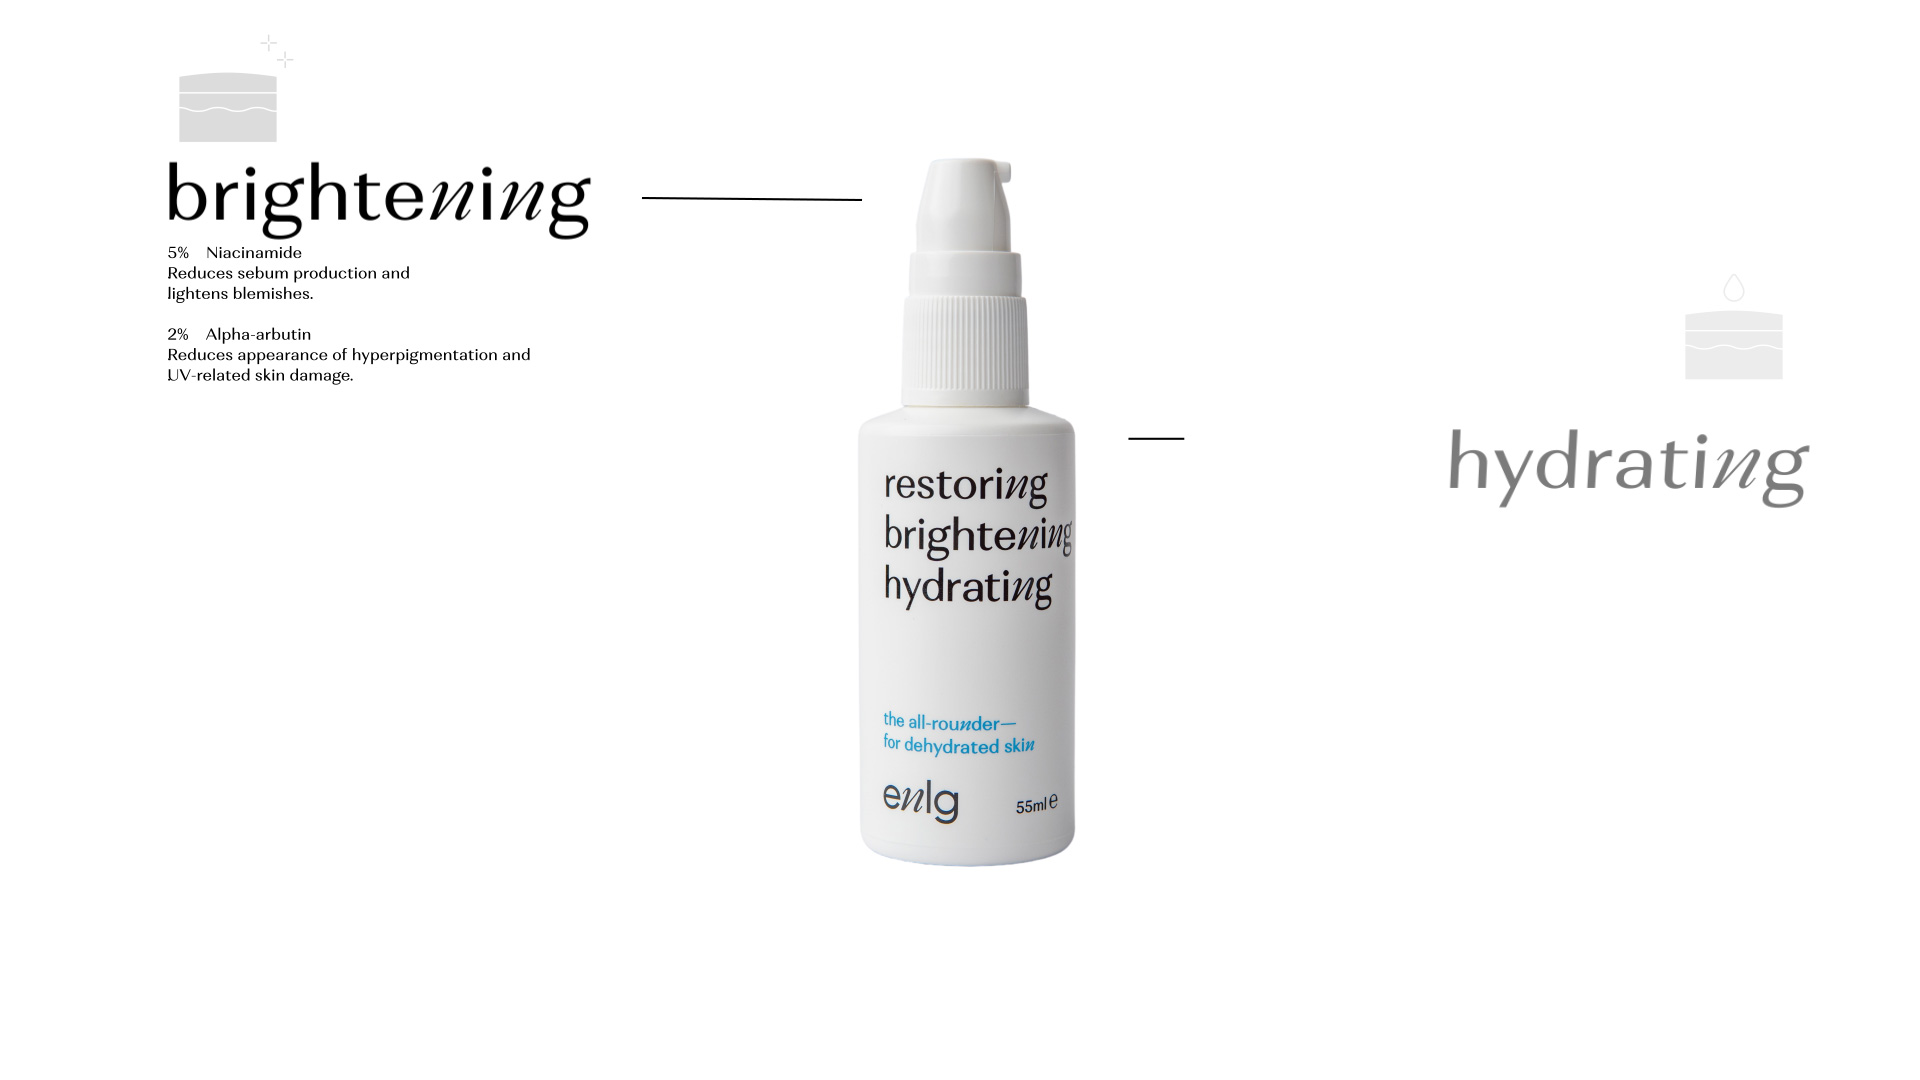 brightening
5% Niacinamide
Reduces sebum production and
lightens blemishes.
2% Alpha-arbutin
Reduces appearance of hyperpigmentation and
UV-related skin damage.
hydrating
restoring
brightening
hydrating
the all-rounder—
for dehydrated skin
enlg
55ml ℮